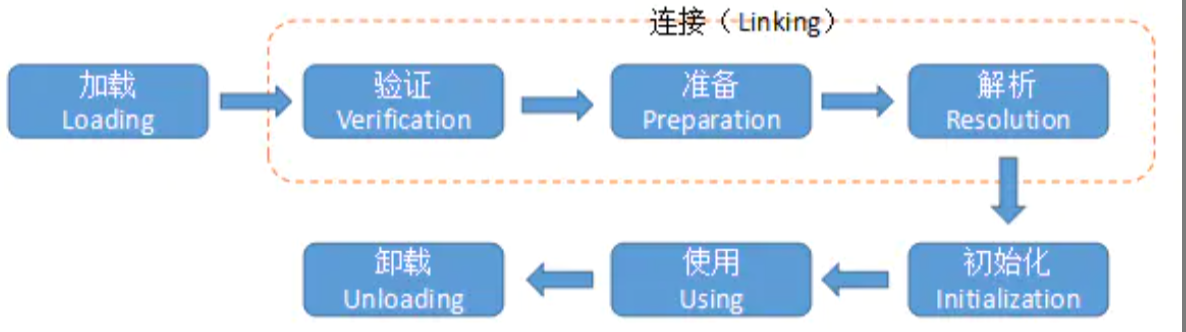 连接（Linking）
加载
Loading
验证
Verification
准备
Preparation
解析
Resolution
初始化
Initialization
使用
Using
卸载
Unloading